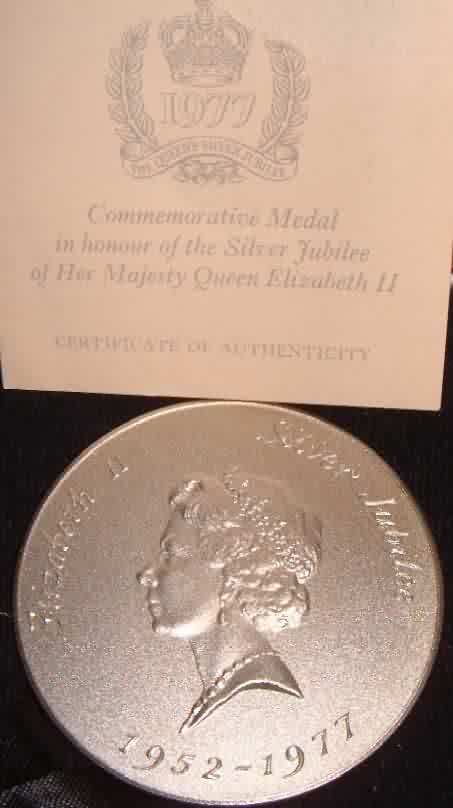 1977
THE QUEEN'S SILVER JUBILEE
Commemorative Medal
in honour of the Silver Jubilee
of Her Majesty Queen Elizabeth II
CERTIFICATE OF AUTHENTICITY
Elizabeth II
Silver Jubilee
1952-1977